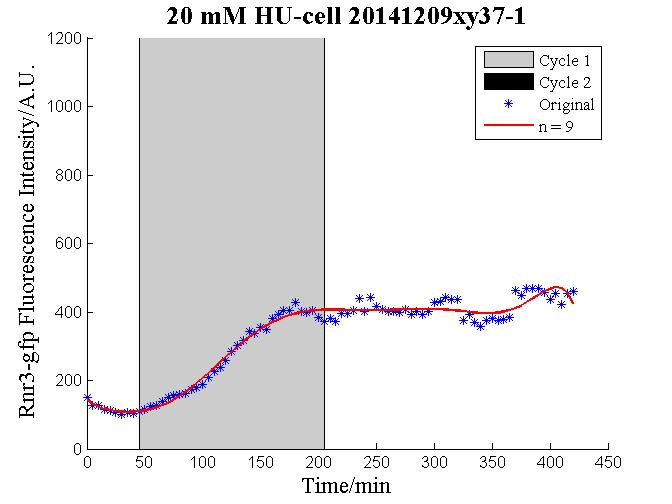 20 mM HU-cell 20141209xy37-1
Rnr3-gfp Fluorescence Intensity/A.U.
1200
1000
800
600
400
200
0
Cycle 1
Cycle 2
Original
n = 9
0 50 100 150 200 250 300 350 400 450
Time/min